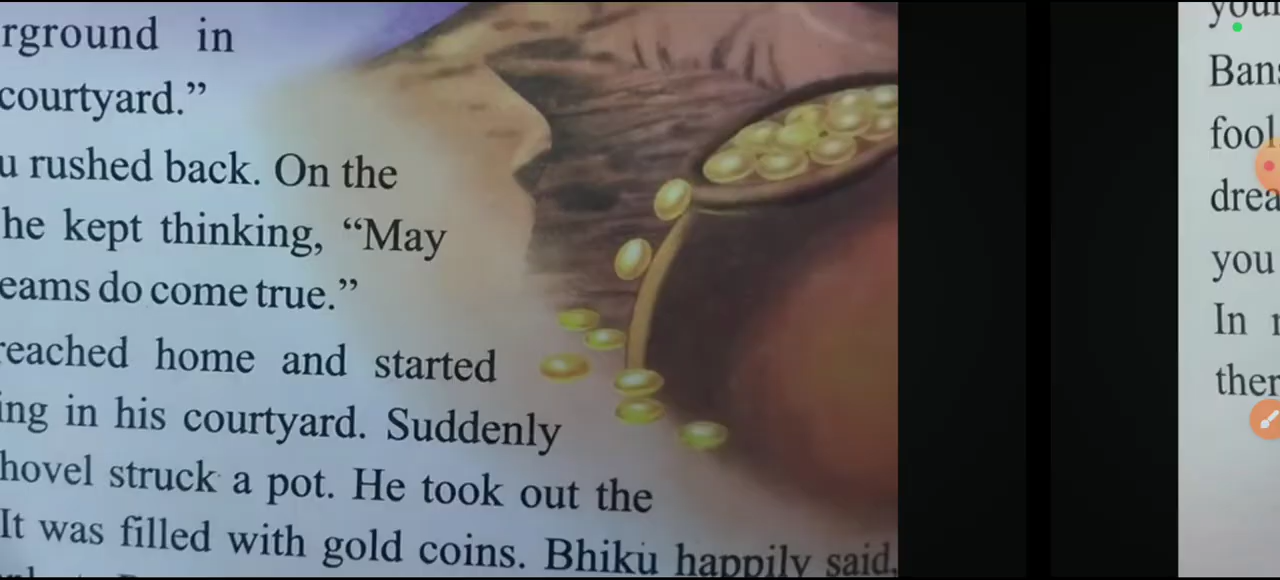 rground in
courtyard.”
u rushed back. On the
he kept thinking, “May
eams do come true.”
reached home and started
ing in his courtyard. Suddenly
hovel struck a pot. He took out the
It was filled with gold coins. Bhiku happily said,
you
Bans
fool
drea
you
In
ther